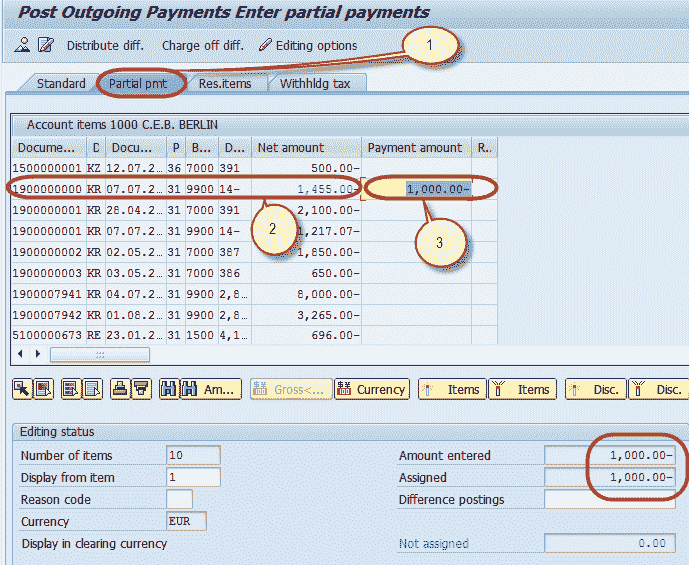 Post Outgoing Payments Enter partial payments
Distribute diff. Charge off diff. Editing options
1
Standard Partial pmt Res.items Withhldg tax
Account items 1000 C.E.B. BERLIN
Docume... D Docu... P B... D... Net amount Payment amount R..
1500000001 KZ 12.07.2... 36 7000 391 500.00-
1900000000 KR 07.07.2... 31 9900 14- 1,455.00- 1,000.00-
1900000001 KR 28.04.2... 31 7000 391 2,100.00-
1900000001 KR 07.07.2... 31 9900 14- 1,217.07-
2
3
1900000002 KR 02.05.2... 31 7000 387 1,850.00-
1900000003 KR 03.05.2... 31 7000 386 650.00-
1900007941 KR 04.07.2... 31 9900 2,8... 8,000.00-
1900007942 KR 01.08.2... 31 9900 2,8... 3,265.00-
5100000673 RE 23.01.2... 31 1500 4,1... 696.00-
Am... Gross<... Currency Items Items Disc. Disc.
Editing status
Number of items 10 Amount entered 1,000.00-
Display from item 1 Assigned 1,000.00-
Reason code Difference postings
Currency EUR
Display in clearing currency Not assigned 0.00